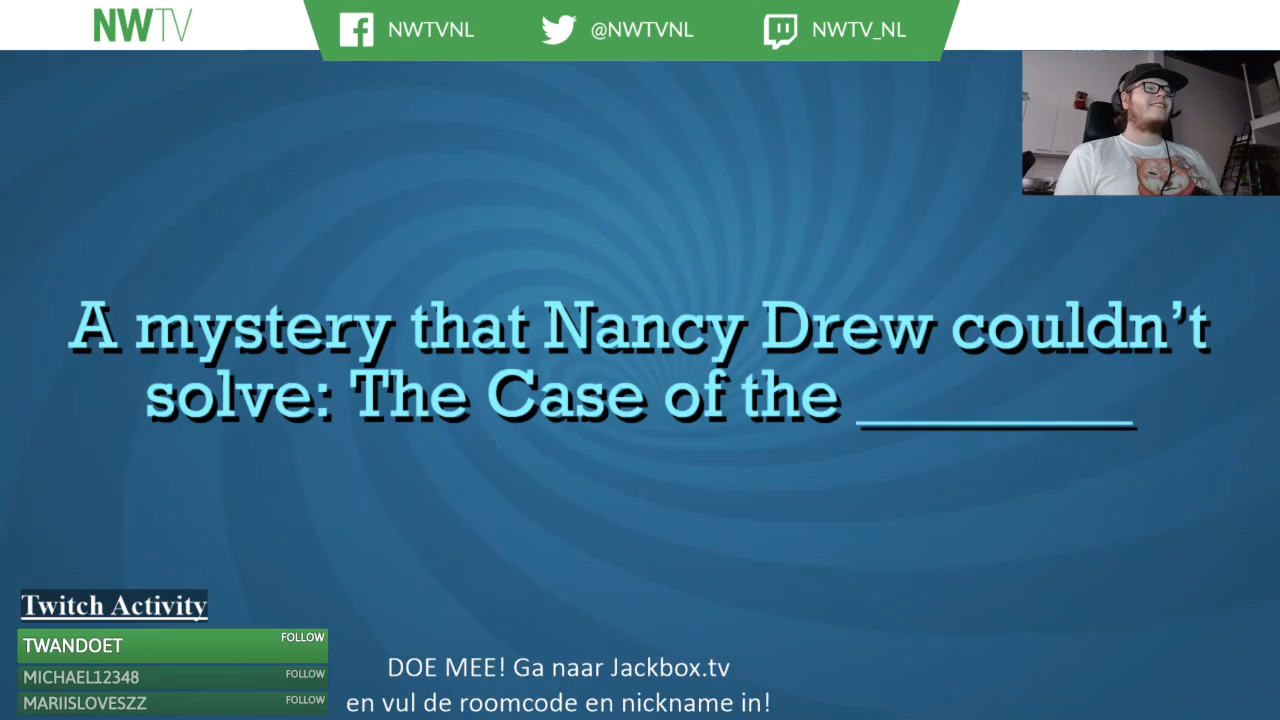 NWTV
NWTVNL
@NWTVNL
NWTV_NL
A mystery that Nancy Drew couldn't
solve: The Case of the ________
Twitch Activity
TWANDOET FOLLOW
MICHAEL12348 FOLLOW
MARIISLOVESZZ FOLLOW
DOE MEE! Ga naar Jackbox.tv
en vul de roomcode en nickname in!